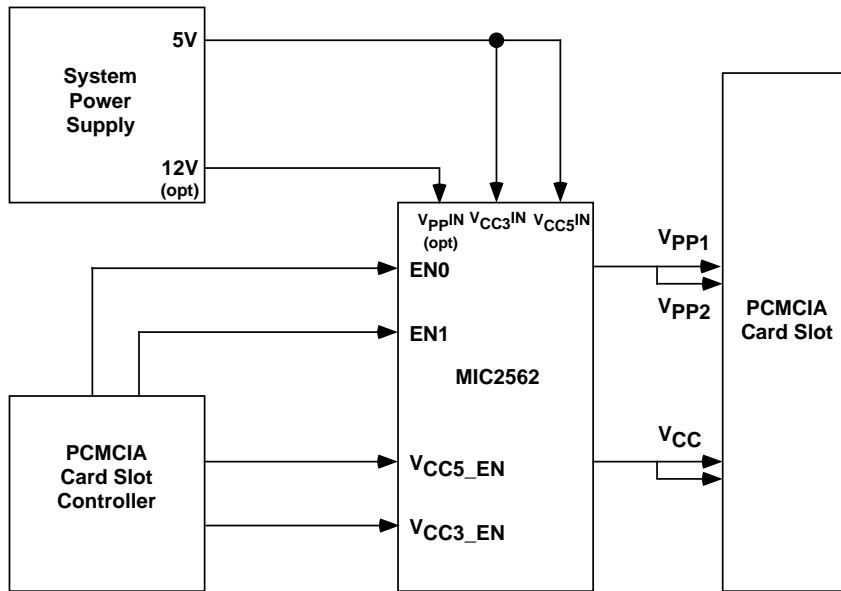 5V
System
Power
Supply
12V
(opt)
VPPIN
(opt)
VCC3IN
VCC5IN
EN0
EN1
MIC2562
VCC5_EN
VCC3_EN
PCMCIA
Card Slot
Controller
VPP1
VPP2
VCC
PCMCIA
Card Slot